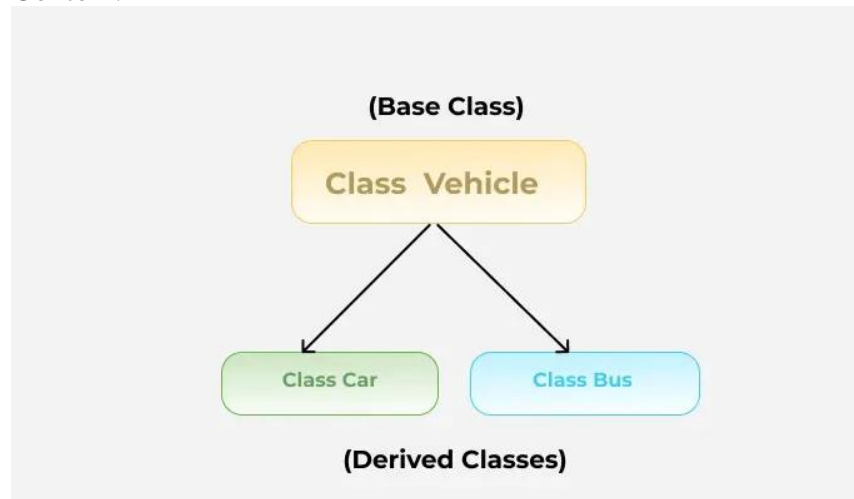 (Base Class)
Class Vehicle
Class Car
Class Bus
(Derived Classes)